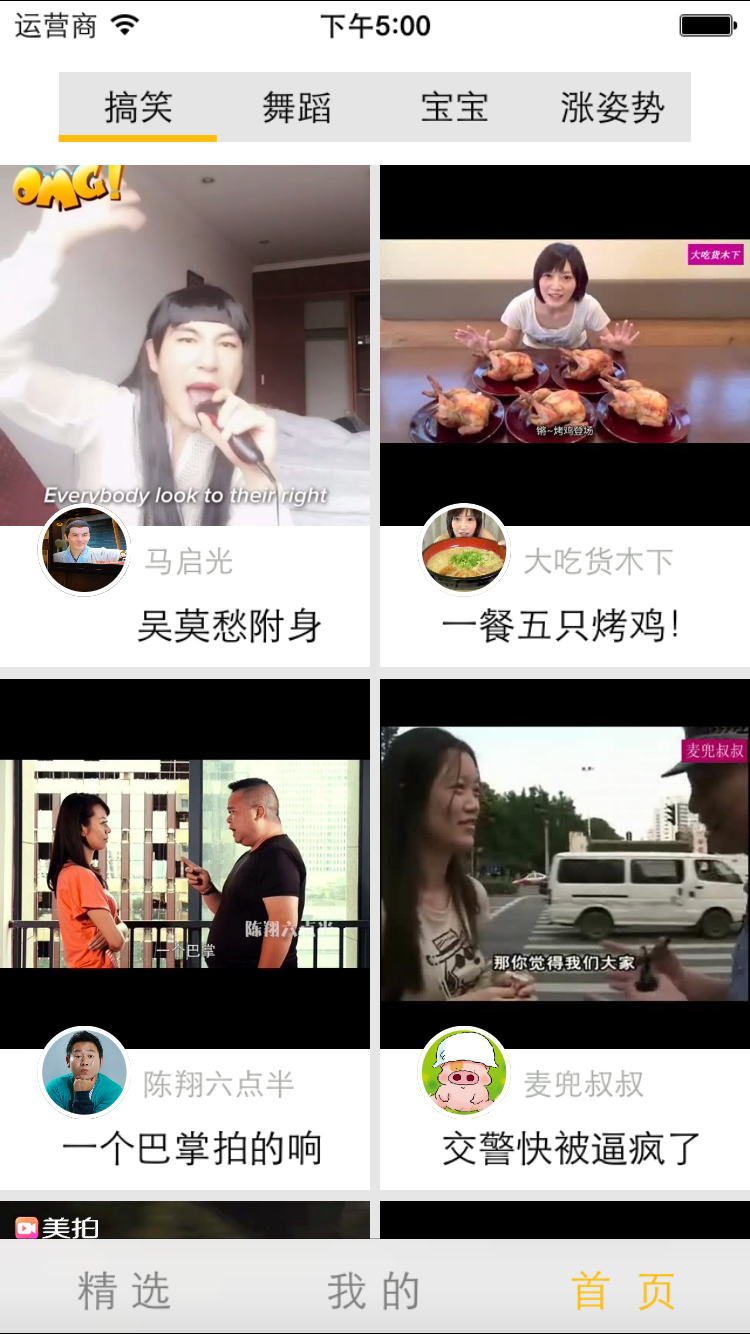 运营商 下午5:00
搞笑 舞蹈 宝宝 涨姿势
OMG!
Everybody look to their right
马启光
吴莫愁附身
大吃货木下
锵~烤鸡登场
大吃货木下
一餐五只烤鸡!
陈翔六点半
一个巴掌
陈翔六点半
一个巴掌拍的响
麦兜叔叔
那你觉得我们大家
麦兜叔叔
交警快被逼疯了
美拍
精选 我的 首页